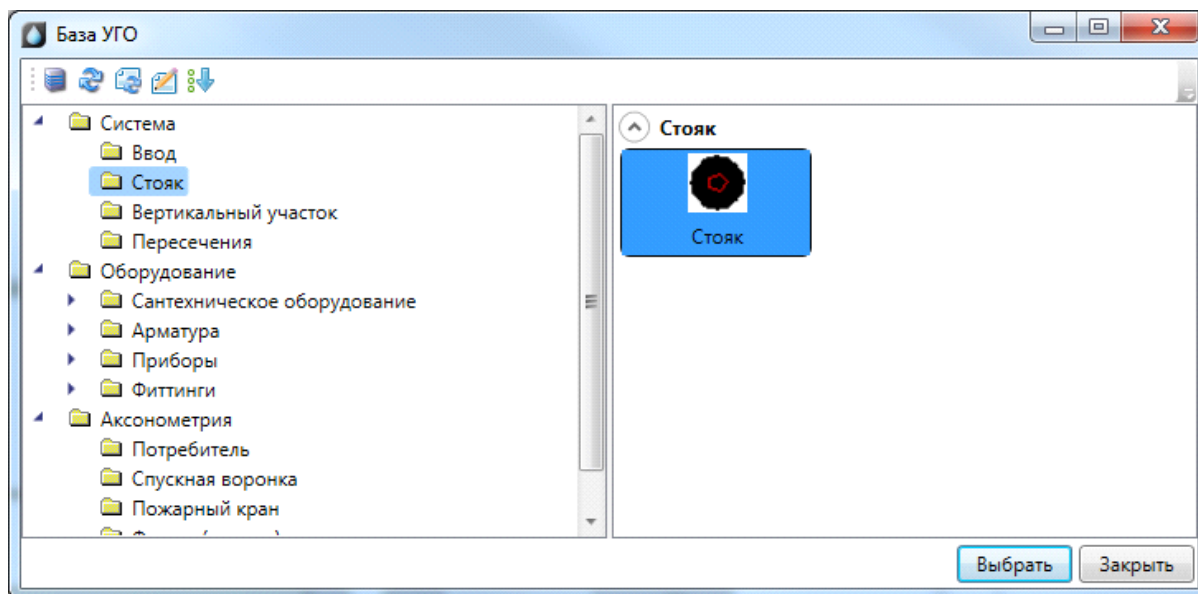 База УГО
Система
Ввод
Стояк
Вертикальный участок
Пересечения
Оборудование
Сантехническое оборудование
Арматура
Приборы
Фиттинги
Аксонометрия
Потребитель
Спускная воронка
Пожарный кран
Стояк
Стояк
Выбрать
Закрыть